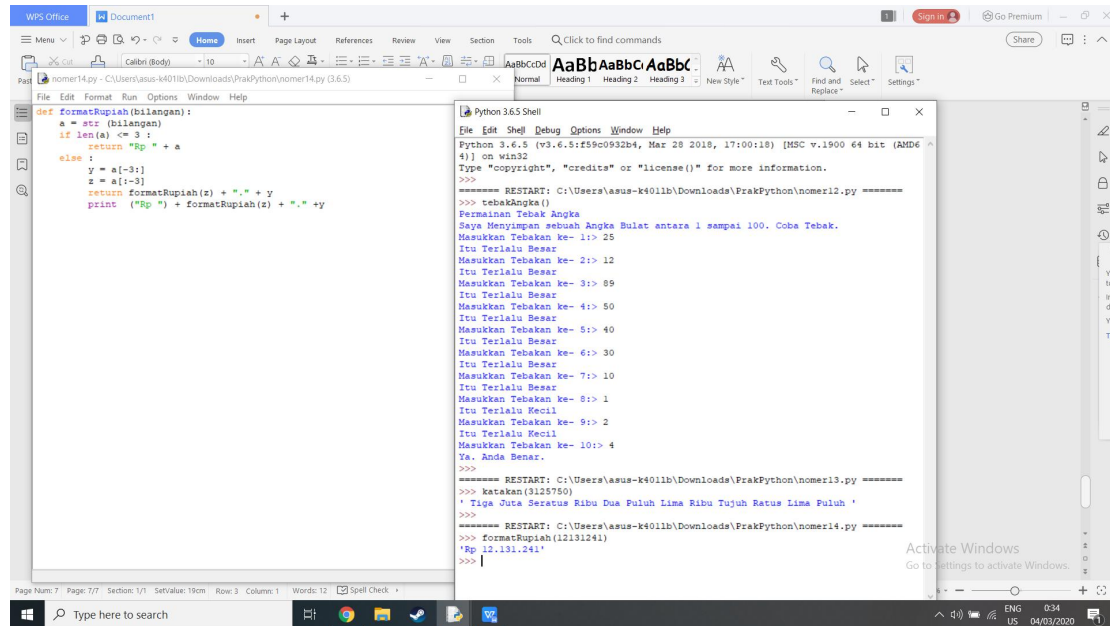 WPS Office
Document1
1
Sign in
Go Premium
Menu
Home
Insert
Page Layout
References
Review
View
Section
Tools
Click to find commands
Share
Cut
Calibri (Body)
10
AaBbCcDd
Normal
Heading 1
Heading 2
Heading 3
New Style
Text Tools
Find and Replace
Select
Settings
nomer14.py - C:\Users\asus-k401lb\Downloads\PrakPython\nomer14.py (3.6.5)
File Edit Format Run Options Window Help
def formatRupiah(bilangan):
a = str (bilangan)
if len(a) <= 3 :
return "Rp " + a
else :
y = a[-3:]
z = a[:-3]
return formatRupiah(z) + "." + y
print ("Rp ") + formatRupiah(z) + "." +y
Python 3.6.5 Shell
File Edit Shell Debug Options Window Help
Python 3.6.5 (v3.6.5:f59c0932b4, Mar 28 2018, 17:00:18) [MSC v.1900 64 bit (AMD6
4)] on win32
Type "copyright", "credits" or "license()" for more information.
>>>
======= RESTART: C:\Users\asus-k401lb\Downloads\PrakPython\nomer12.py =======
>>> tebakAngka()
Permainan Tebak Angka
Saya Menyimpan sebuah Angka Bulat antara 1 sampai 100. Coba Tebak.
Masukkan Tebakan ke- 1:> 25
Itu Terlalu Besar
Masukkan Tebakan ke- 2:> 12
Itu Terlalu Besar
Masukkan Tebakan ke- 3:> 89
Itu Terlalu Besar
Masukkan Tebakan ke- 4:> 50
Itu Terlalu Besar
Masukkan Tebakan ke- 5:> 40
Itu Terlalu Besar
Masukkan Tebakan ke- 6:> 30
Itu Terlalu Besar
Masukkan Tebakan ke- 7:> 10
Itu Terlalu Besar
Masukkan Tebakan ke- 8:> 1
Itu Terlalu Kecil
Masukkan Tebakan ke- 9:> 2
Itu Terlalu Kecil
Masukkan Tebakan ke- 10:> 4
Ya. Anda Benar.
>>>
======= RESTART: C:\Users\asus-k401lb\Downloads\PrakPython\nomer13.py =======
>>> katakan(3125750)
' Tiga Juta Seratus Ribu Dua Puluh Lima Ribu Tujuh Ratus Lima Puluh '
>>>
======= RESTART: C:\Users\asus-k401lb\Downloads\PrakPython\nomer14.py =======
>>> formatRupiah(12131241)
'Rp 12.131.241'
>>>
Activate Windows
Go to Settings to activate Windows.
Page Num: 7 Page: 7/7 Section: 1/1 SetValue: 19cm Row: 3 Column: 1 Words: 12 Spell Check
Type here to search
ENG
US
0:34
04/03/2020